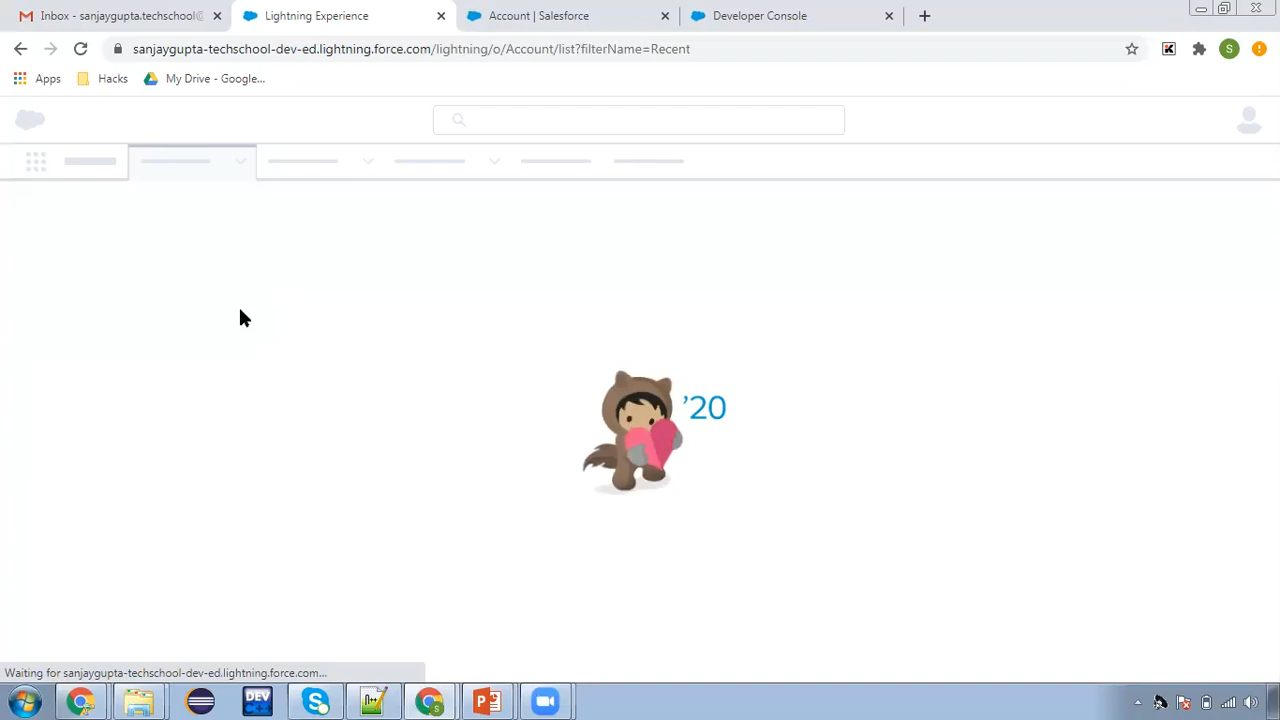 Inbox - sanjaygupta.techschool@
Lightning Experience
Account | Salesforce
Developer Console
sanjaygupta-techschool-dev-ed.lightning.force.com/lightning/o/Account/list?filterName=Recent
S
Apps
Hacks
My Drive - Google...
'20
Waiting for sanjaygupta-techschool-dev-ed.lightning.force.com...
DEV
C++
S